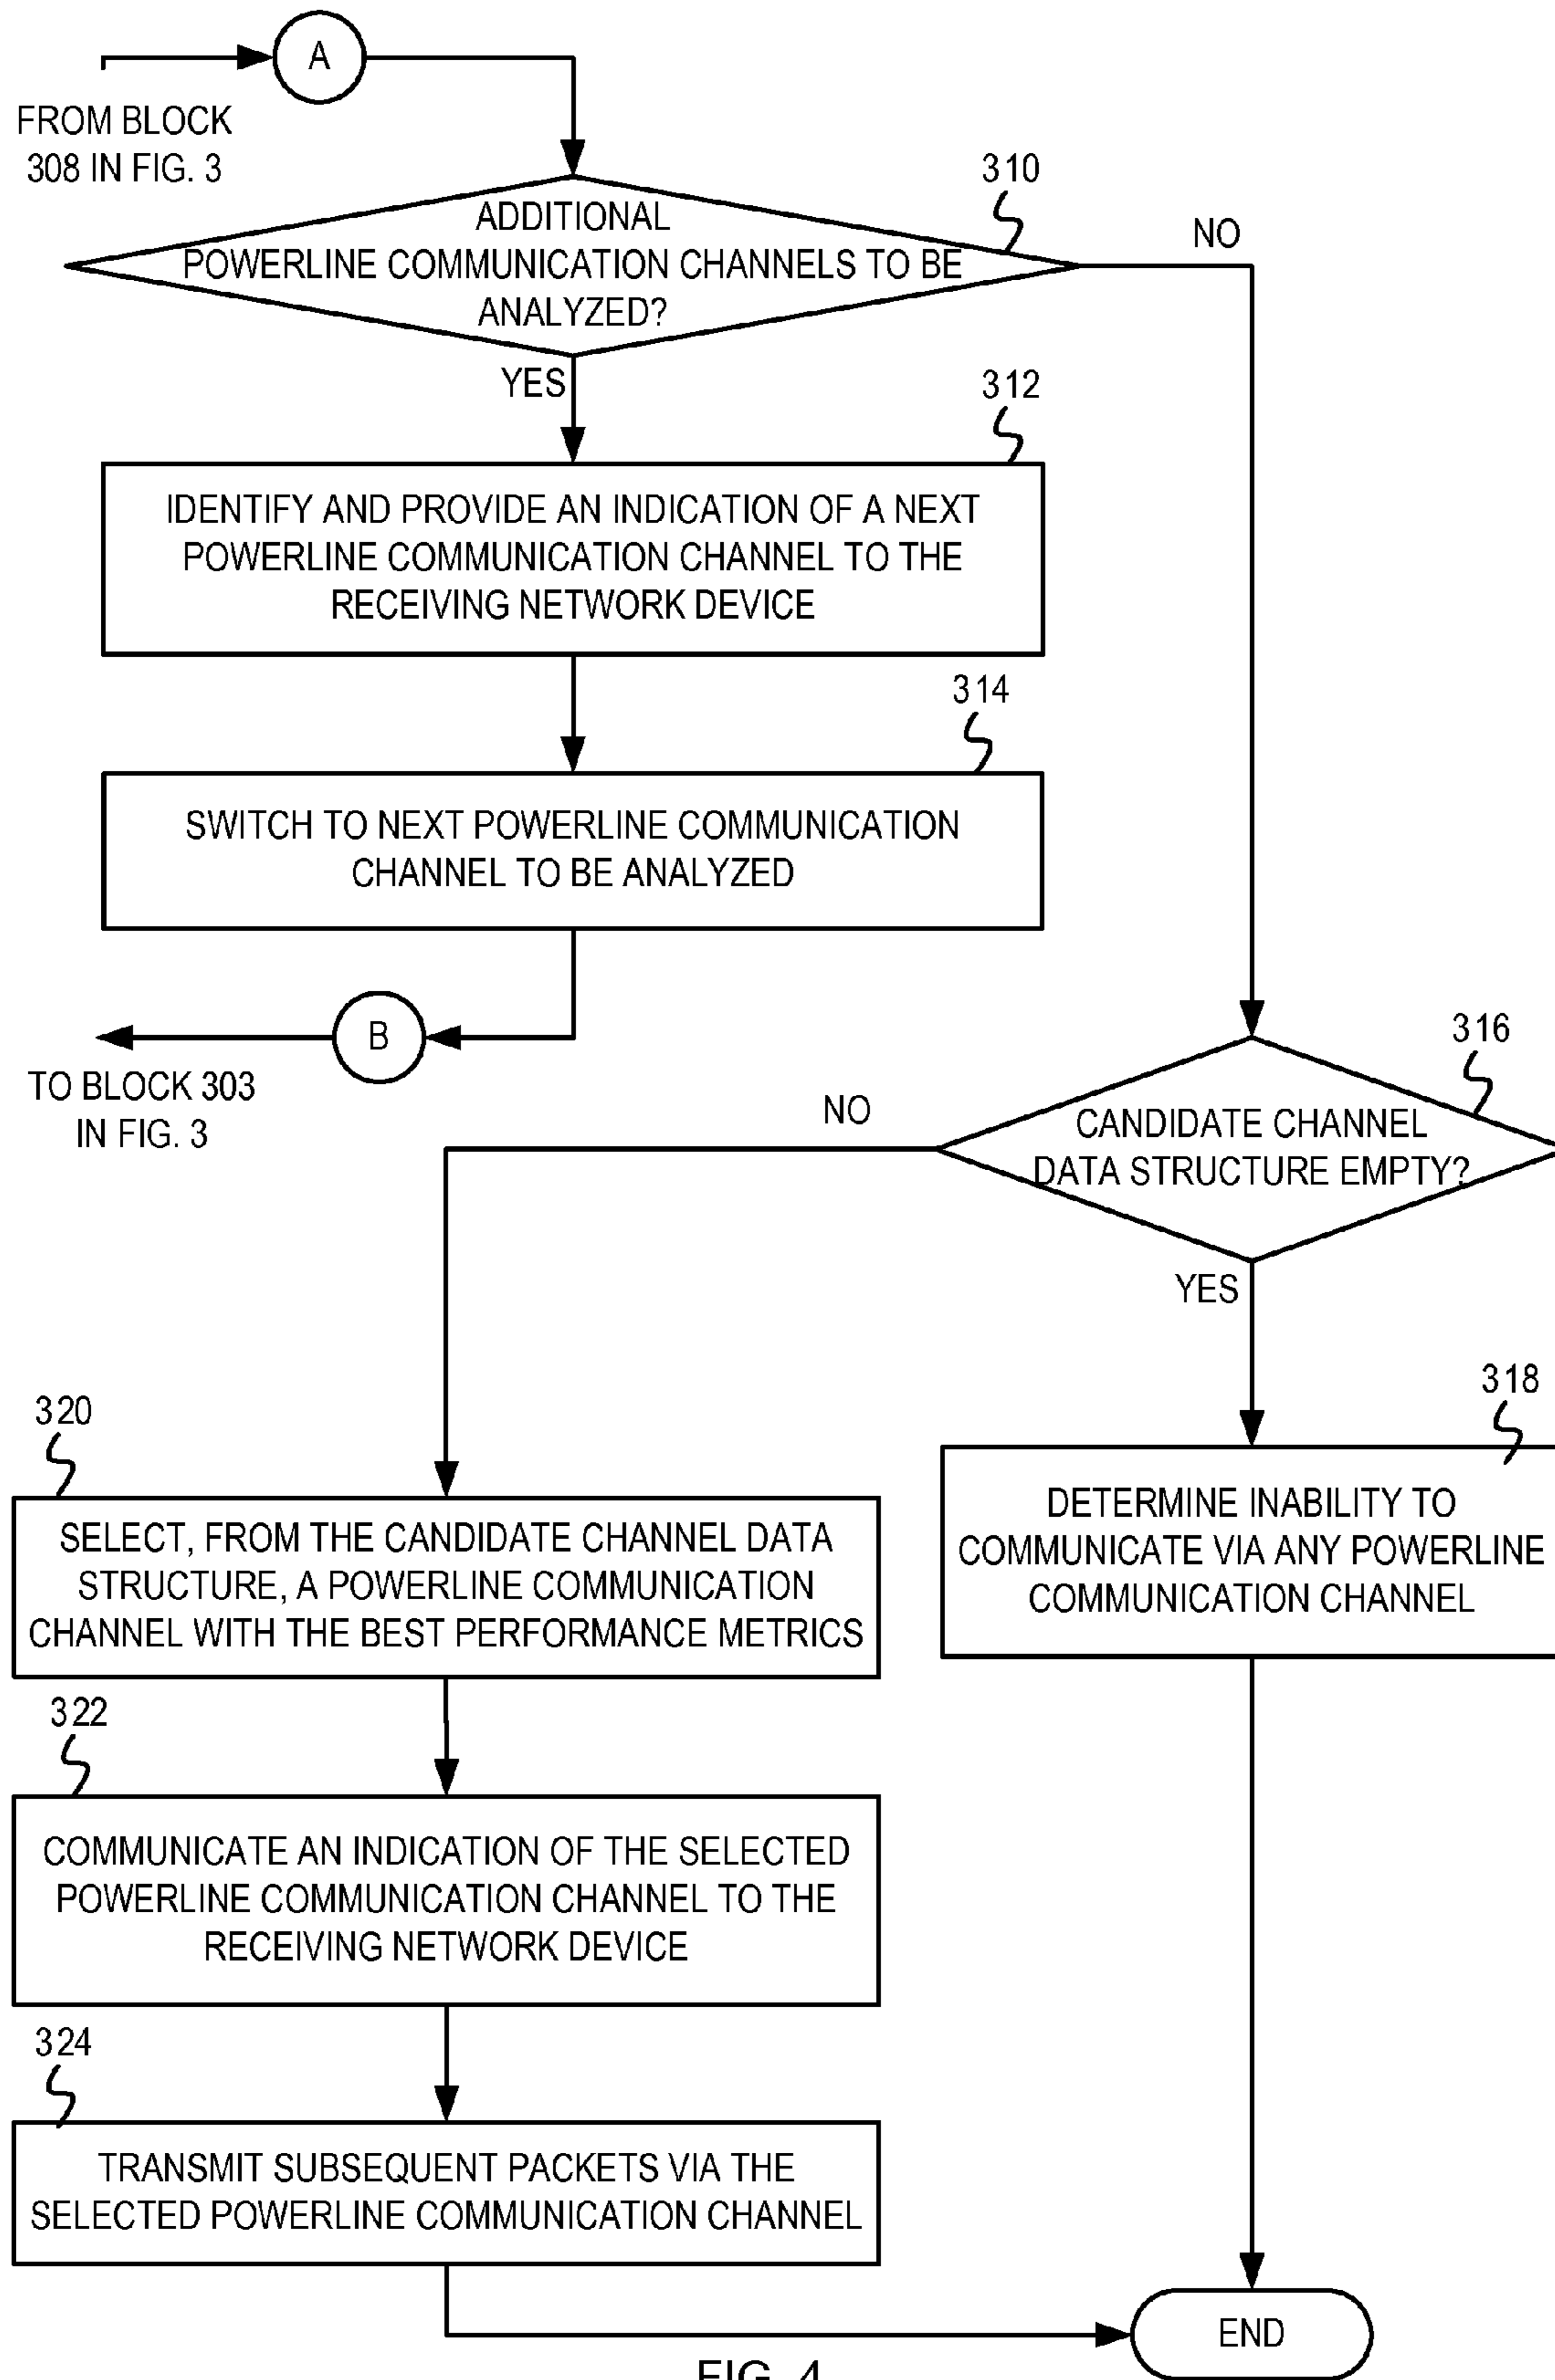 A
FROM BLOCK
308 IN FIG. 3
310
ADDITIONAL
POWERLINE COMMUNICATION CHANNELS TO BE
ANALYZED?
NO
YES
312
IDENTIFY AND PROVIDE AN INDICATION OF A NEXT
POWERLINE COMMUNICATION CHANNEL TO THE
RECEIVING NETWORK DEVICE
314
SWITCH TO NEXT POWERLINE COMMUNICATION
CHANNEL TO BE ANALYZED
B
TO BLOCK 303
IN FIG. 3
316
CANDIDATE CHANNEL
DATA STRUCTURE EMPTY?
NO
YES
318
DETERMINE INABILITY TO
COMMUNICATE VIA ANY POWERLINE
COMMUNICATION CHANNEL
320
SELECT, FROM THE CANDIDATE CHANNEL DATA
STRUCTURE, A POWERLINE COMMUNICATION
CHANNEL WITH THE BEST PERFORMANCE METRICS
322
COMMUNICATE AN INDICATION OF THE SELECTED
POWERLINE COMMUNICATION CHANNEL TO THE
RECEIVING NETWORK DEVICE
324
TRANSMIT SUBSEQUENT PACKETS VIA THE
SELECTED POWERLINE COMMUNICATION CHANNEL
END
FIG. 4